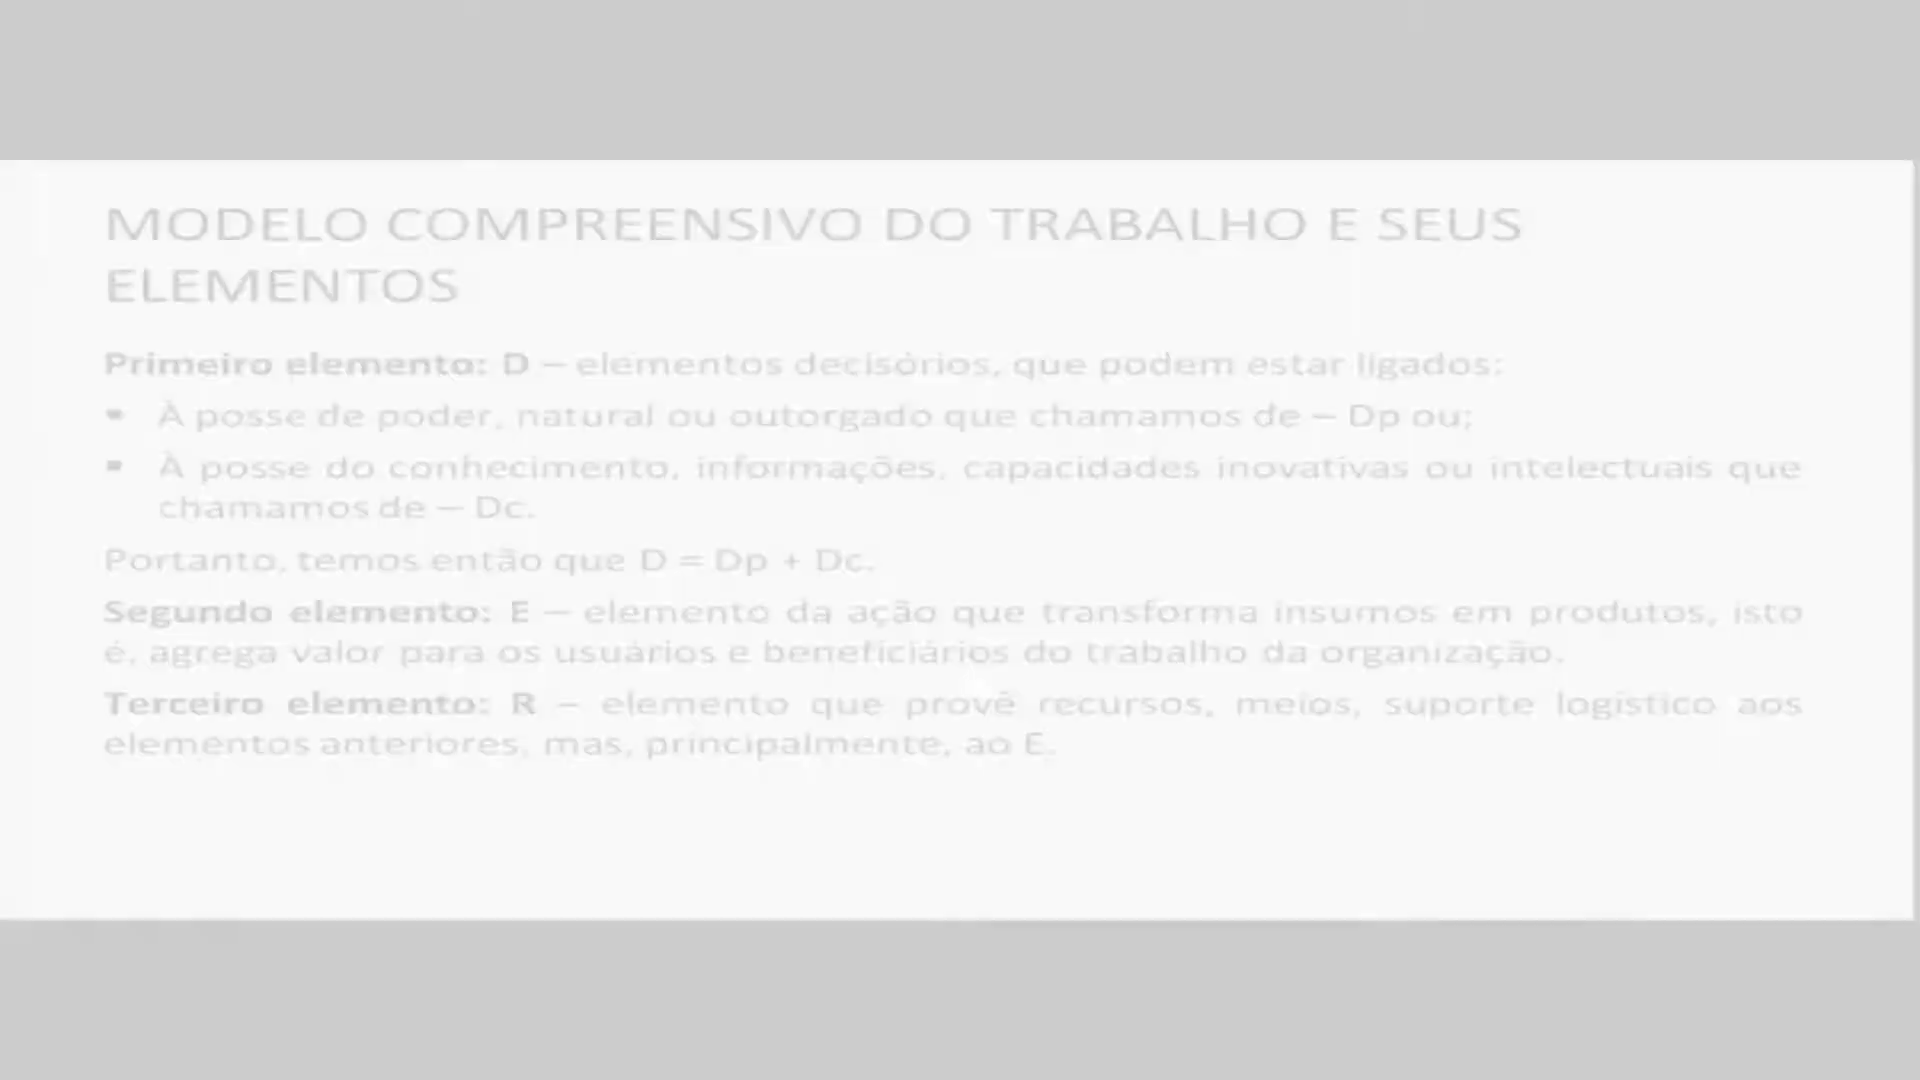 MODELO COMPREENSIVO DO TRABALHO E SEUS
ELEMENTOS
Primeiro elemento: D – elementos decisórios, que podem estar ligados:
▪ À posse de poder, natural ou outorgado que chamamos de – Dp ou;
▪ À posse do conhecimento, informações, capacidades inovativas ou intelectuais que
chamamos de – Dc.
Portanto, temos então que D = Dp + Dc.
Segundo elemento: E – elemento da ação que transforma insumos em produtos, isto
é, agrega valor para os usuários e beneficiários do trabalho da organização.
Terceiro elemento: R – elemento que provê recursos, meios, suporte logístico aos
elementos anteriores, mas, principalmente, ao E.